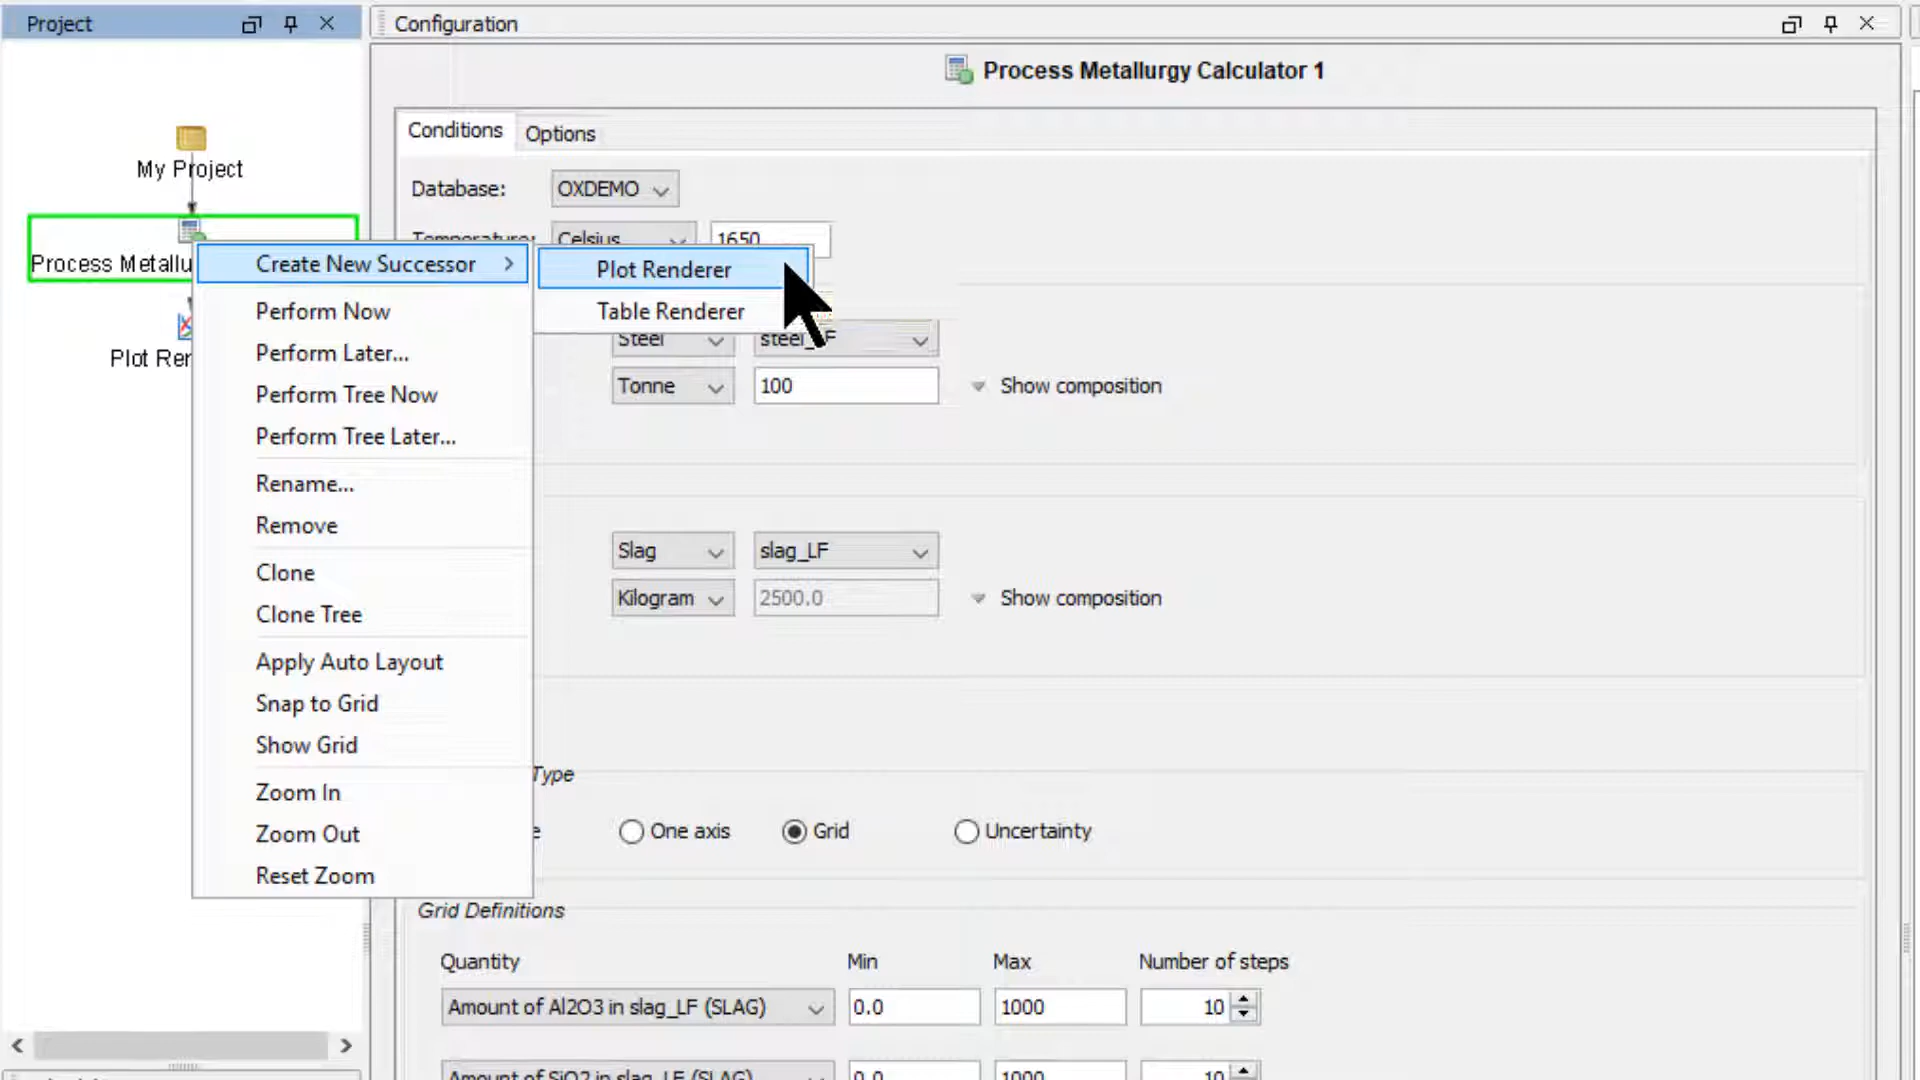 Project
Configuration
Process Metallurgy Calculator 1
My Project
Process Metallu
Plot Rer
Conditions
Options
Database:
OXDEMO
Temperature:
Celsius
1650
Create New Successor
Plot Renderer
Table Renderer
Perform Now
Perform Later...
Perform Tree Now
Perform Tree Later...
Rename...
Remove
Clone
Clone Tree
Apply Auto Layout
Snap to Grid
Show Grid
Zoom In
Zoom Out
Reset Zoom
Steel
steel_LF
Tonne
100
Show composition
Slag
slag_LF
Kilogram
2500.0
Show composition
Type
e
One axis
Grid
Uncertainty
Grid Definitions
Quantity
Min
Max
Number of steps
Amount of Al2O3 in slag_LF (SLAG)
0.0
1000
10
Amount of SiO2 in slag_LF (SLAG)
0.0
1000
10